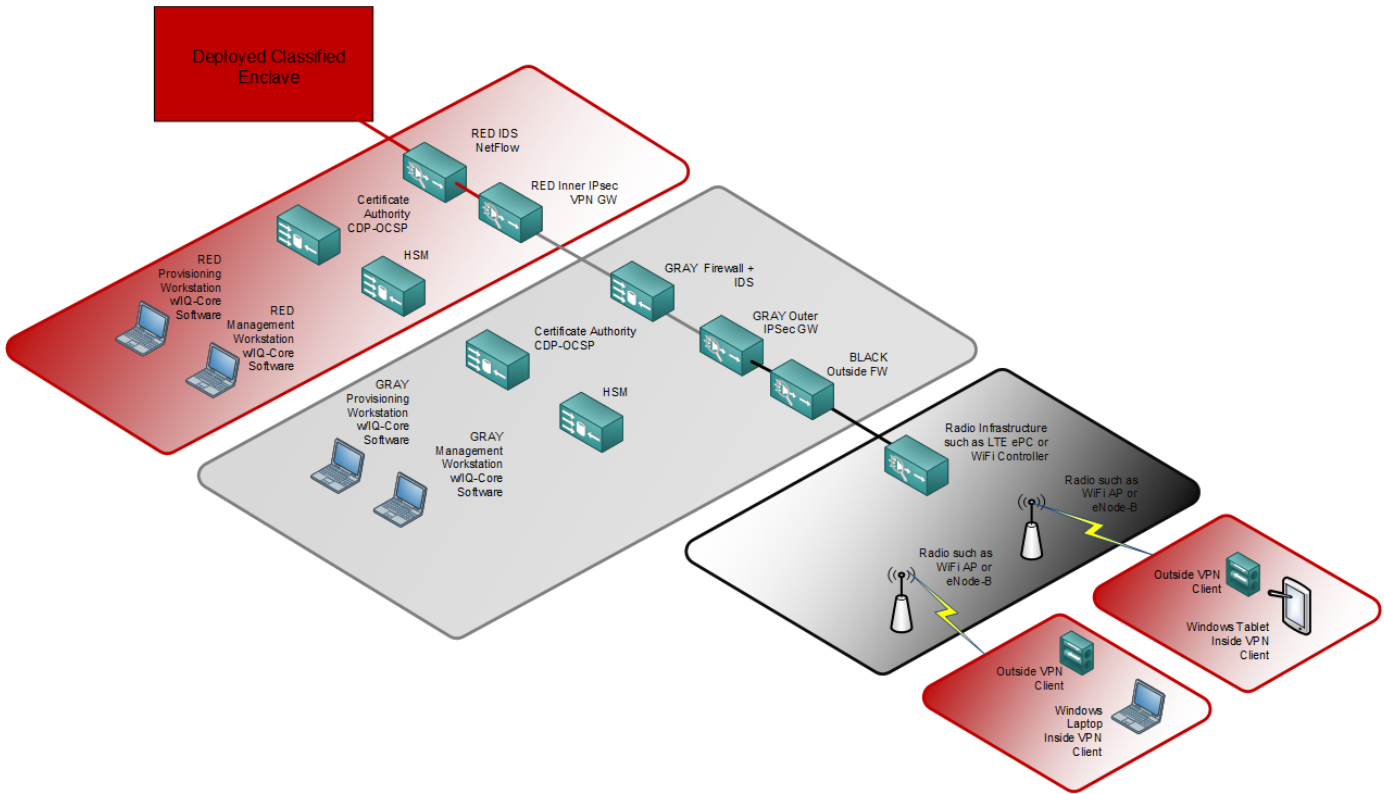 Deployed Classified
Enclave
RED IDS
NetFlow
RED Inner IPsec
VPN GW
Certificate
Authority
CDP-OCSP
HSM
RED
Provisioning
Workstation
w/IQ-Core
Software
RED
Management
Workstation
w/IQ-Core
Software
GRAY Firewall +
IDS
GRAY Outer
IPSec GW
BLACK
Outside FW
Certificate Authority
CDP-OCSP
HSM
GRAY
Provisioning
Workstation
w/IQ-Core
Software
GRAY
Management
Workstation
w/IQ-Core
Software
Radio Infrastructure
such as LTE ePC or
WiFi Controller
Radio such as
WiFi AP or
eNode-B
Radio such as
WiFi AP or
eNode-B
Outside VPN
Client
Windows Tablet
Inside VPN
Client
Outside VPN
Client
Windows
Laptop
Inside VPN
Client